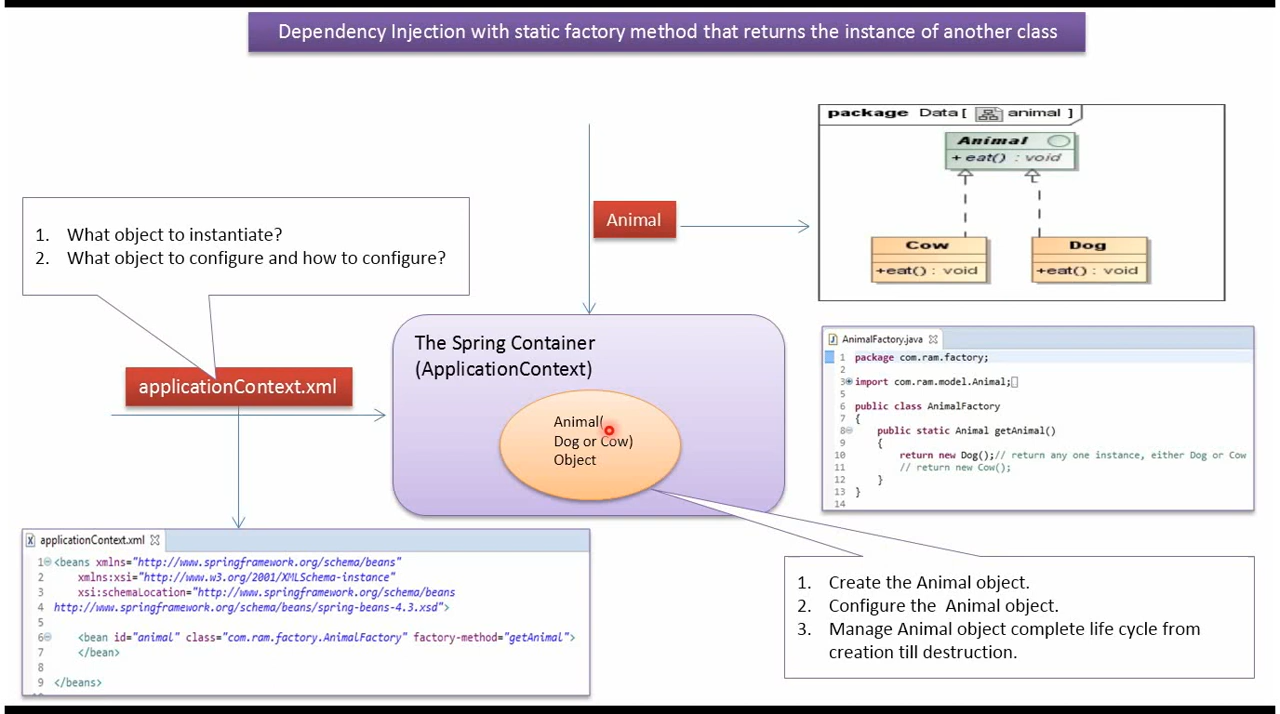 Dependency Injection with static factory method that returns the instance of another class
package Data[ animal ]
Animal
+ eat() : void
Cow
+eat() : void
Dog
+eat() : void
Animal
1. What object to instantiate?
2. What object to configure and how to configure?
applicationContext.xml
The Spring Container
(ApplicationContext)
Animal(
Dog or Cow)
Object
AnimalFactory.java
1 package com.ram.factory;
2
3 import com.ram.model.Animal;
5
6 public class AnimalFactory
7 {
8 public static Animal getAnimal()
9 {
10 return new Dog();// return any one instance, either Dog or Cow
11 // return new Cow();
12 }
13 }
14
applicationContext.xml
1 <beans xmlns="http://www.springframework.org/schema/beans"
2 xmlns:xsi="http://www.w3.org/2001/XMLSchema-instance"
3 xsi:schemaLocation="http://www.springframework.org/schema/beans
4 http://www.springframework.org/schema/beans/spring-beans-4.3.xsd">
5
6 <bean id="animal" class="com.ram.factory.AnimalFactory" factory-method="getAnimal">
7 </bean>
8
9 </beans>
1. Create the Animal object.
2. Configure the Animal object.
3. Manage Animal object complete life cycle from
creation till destruction.